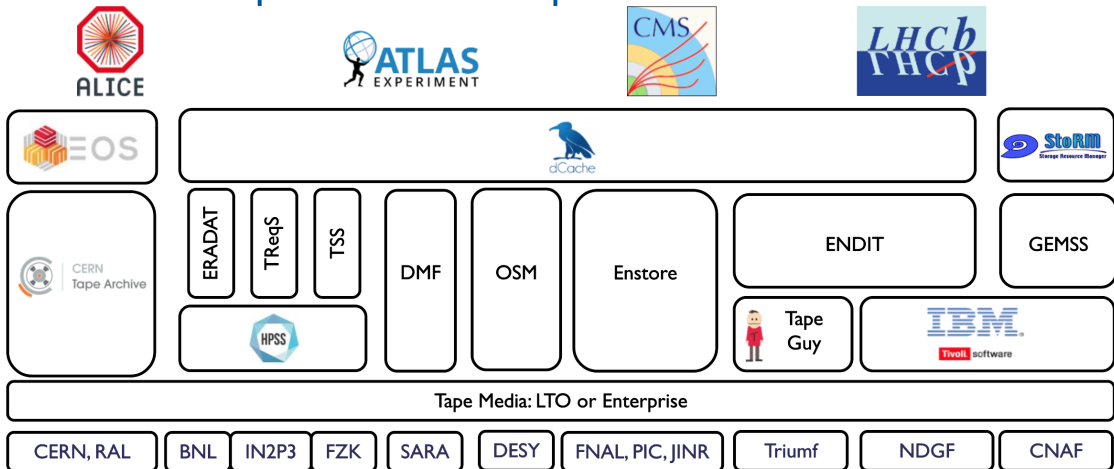 ALICE
ATLAS
EXPERIMENT
CMS
LHCb
LHCb
EOS
dCache
StoRM
Storage Resource Manager
CERN
Tape Archive
ERADAT
TReqS
TSS
HPSS
DMF
OSM
Enstore
ENDIT
GEMSS
Tape
Guy
IBM
Tivoli software
Tape Media: LTO or Enterprise
CERN, RAL
BNL
IN2P3
FZK
SARA
DESY
FNAL, PIC, JINR
Triumf
NDGF
CNAF